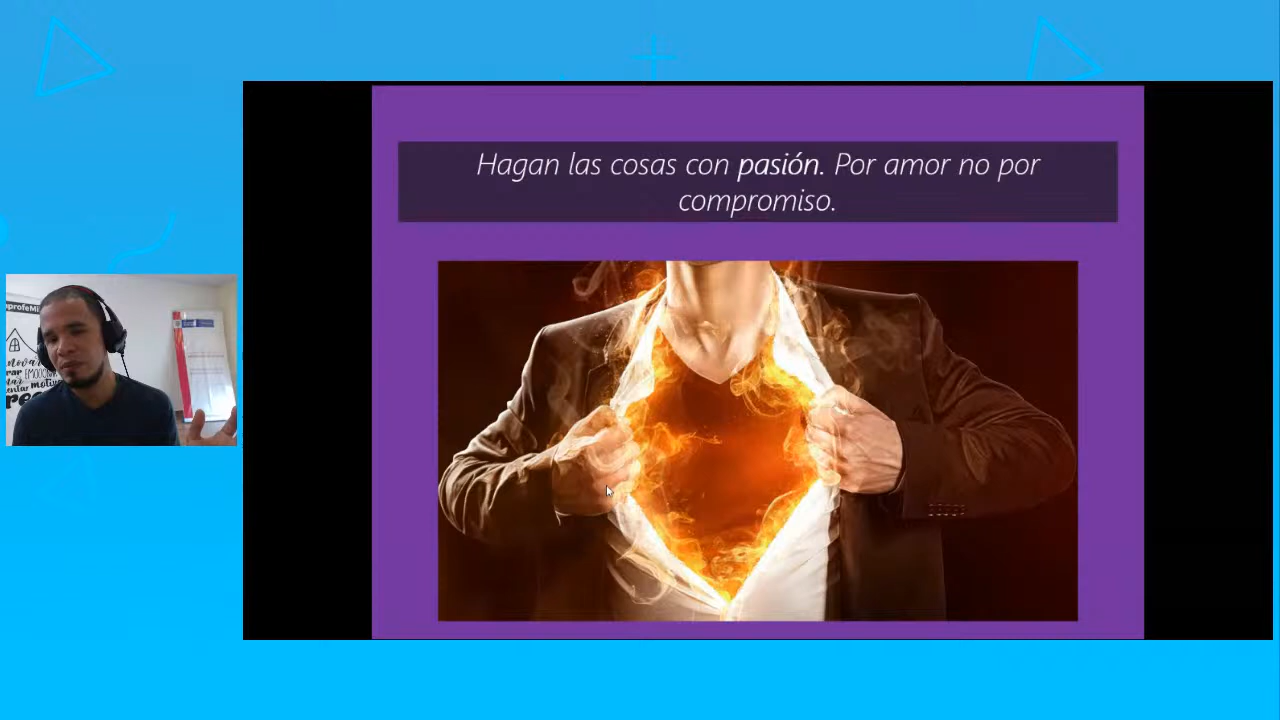 Hagan las cosas con pasión. Por amor no por
compromiso.